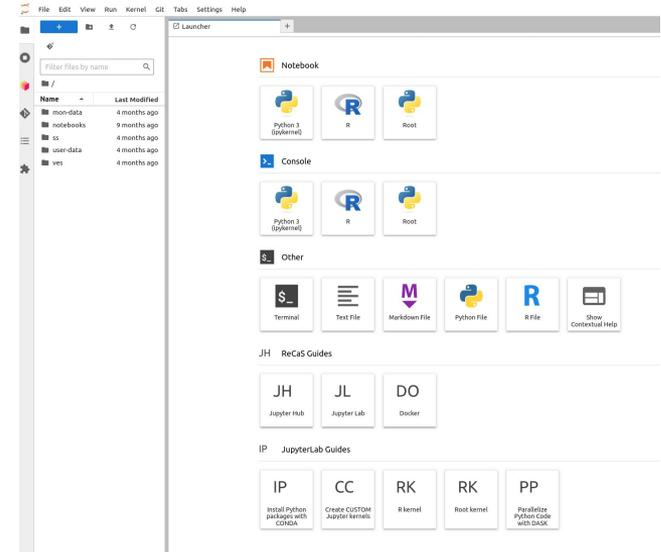 File Edit View Run Kernel Git Tabs Settings Help
+
Launcher
+
Filter files by name
/
Name Last Modified
mon-data 4 months ago
notebooks 9 months ago
ss 4 months ago
user-data 4 months ago
ves 4 months ago
Notebook
Python 3
(ipykernel)
R
Root
Console
Python 3
(ipykernel)
R
Root
$_ Other
$_
Terminal
Text File
M
Markdown File
Python File
R
R File
Show
Contextual Help
JH ReCaS Guides
JH
Jupyter Hub
JL
Jupyter Lab
DO
Docker
IP JupyterLab Guides
IP
Install Python
packages with
CONDA
CC
Create CUSTOM
Jupyter kernels
RK
R kernel
RK
Root kernel
PP
Parallelize
Python Code
with DASK